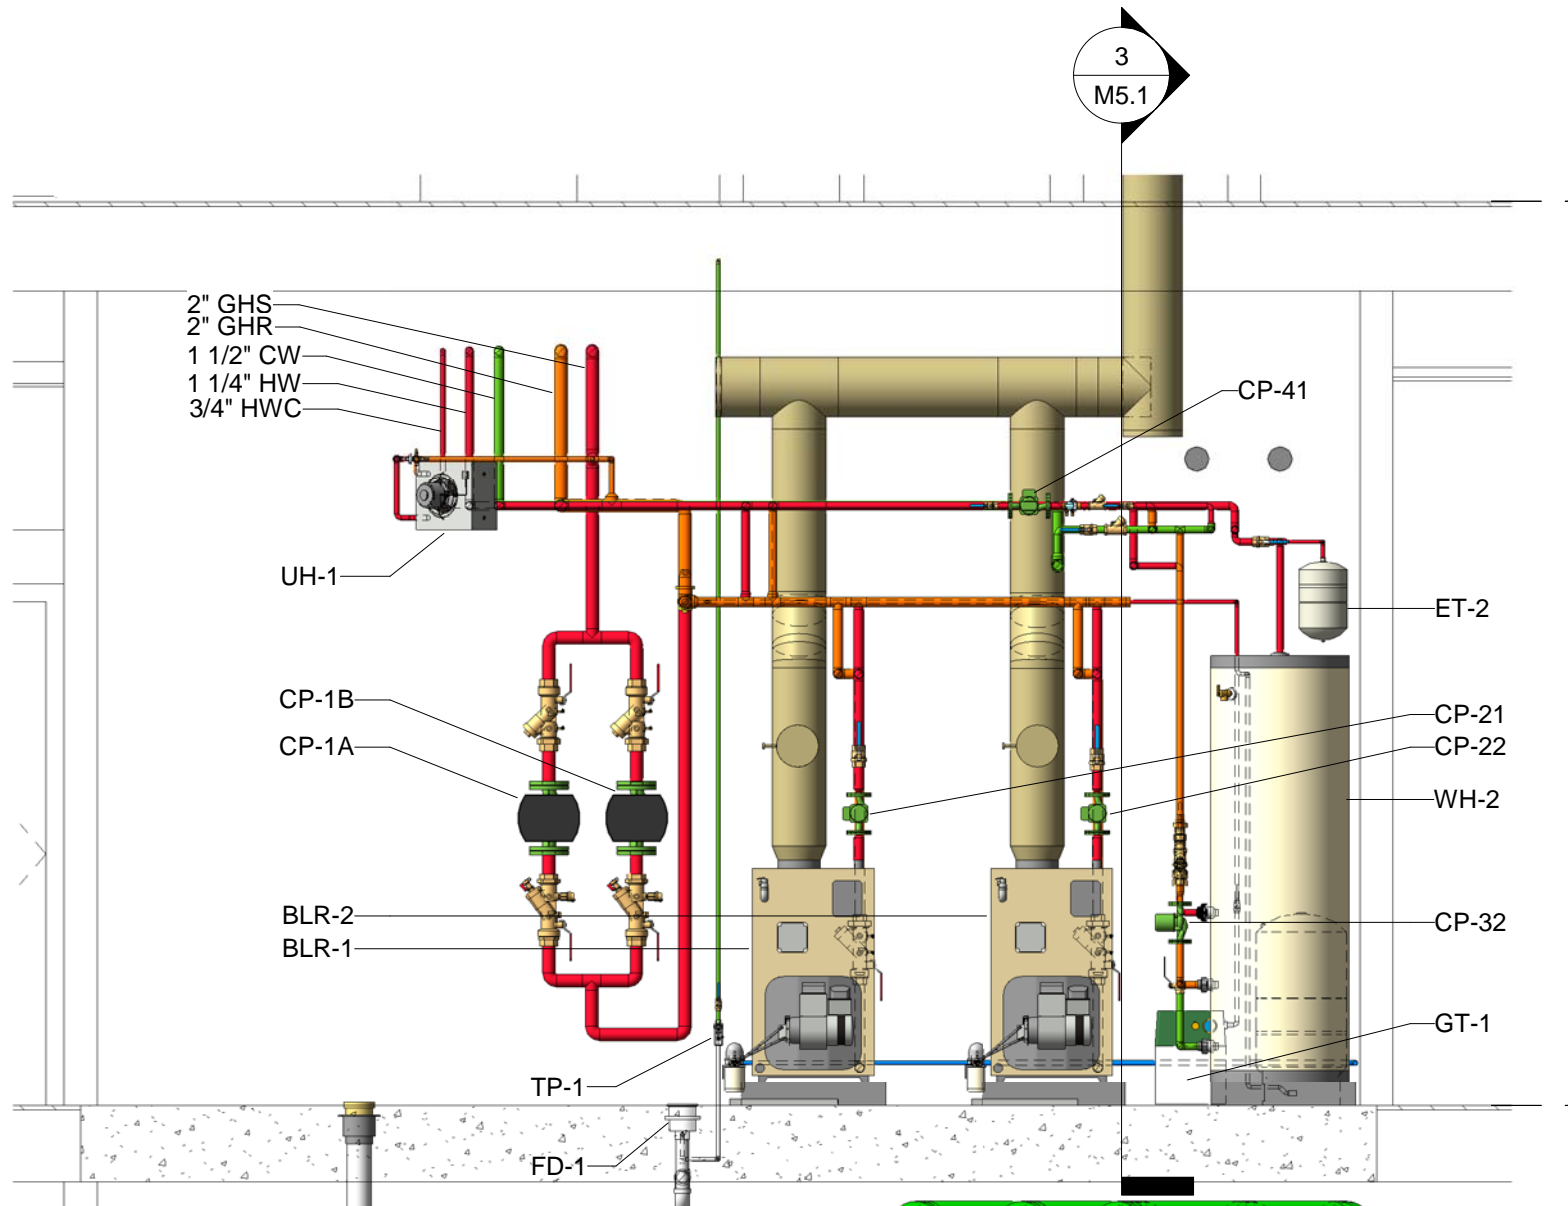 3
M5.1
2" GHS
2" GHR
1 1/2" CW
1 1/4" HW
3/4" HWC
CP-41
UH-1
ET-2
CP-1B
CP-1A
CP-21
CP-22
WH-2
BLR-2
BLR-1
CP-32
GT-1
TP-1
FD-1